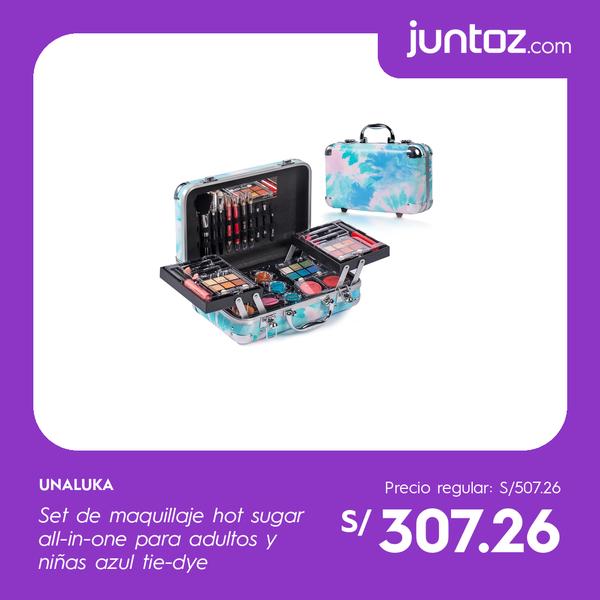 juntoz.com
UNALUKA
Set de maquillaje hot sugar
all-in-one para adultos y
niñas azul tie-dye
Precio regular: S/507.26
S/ 307.26